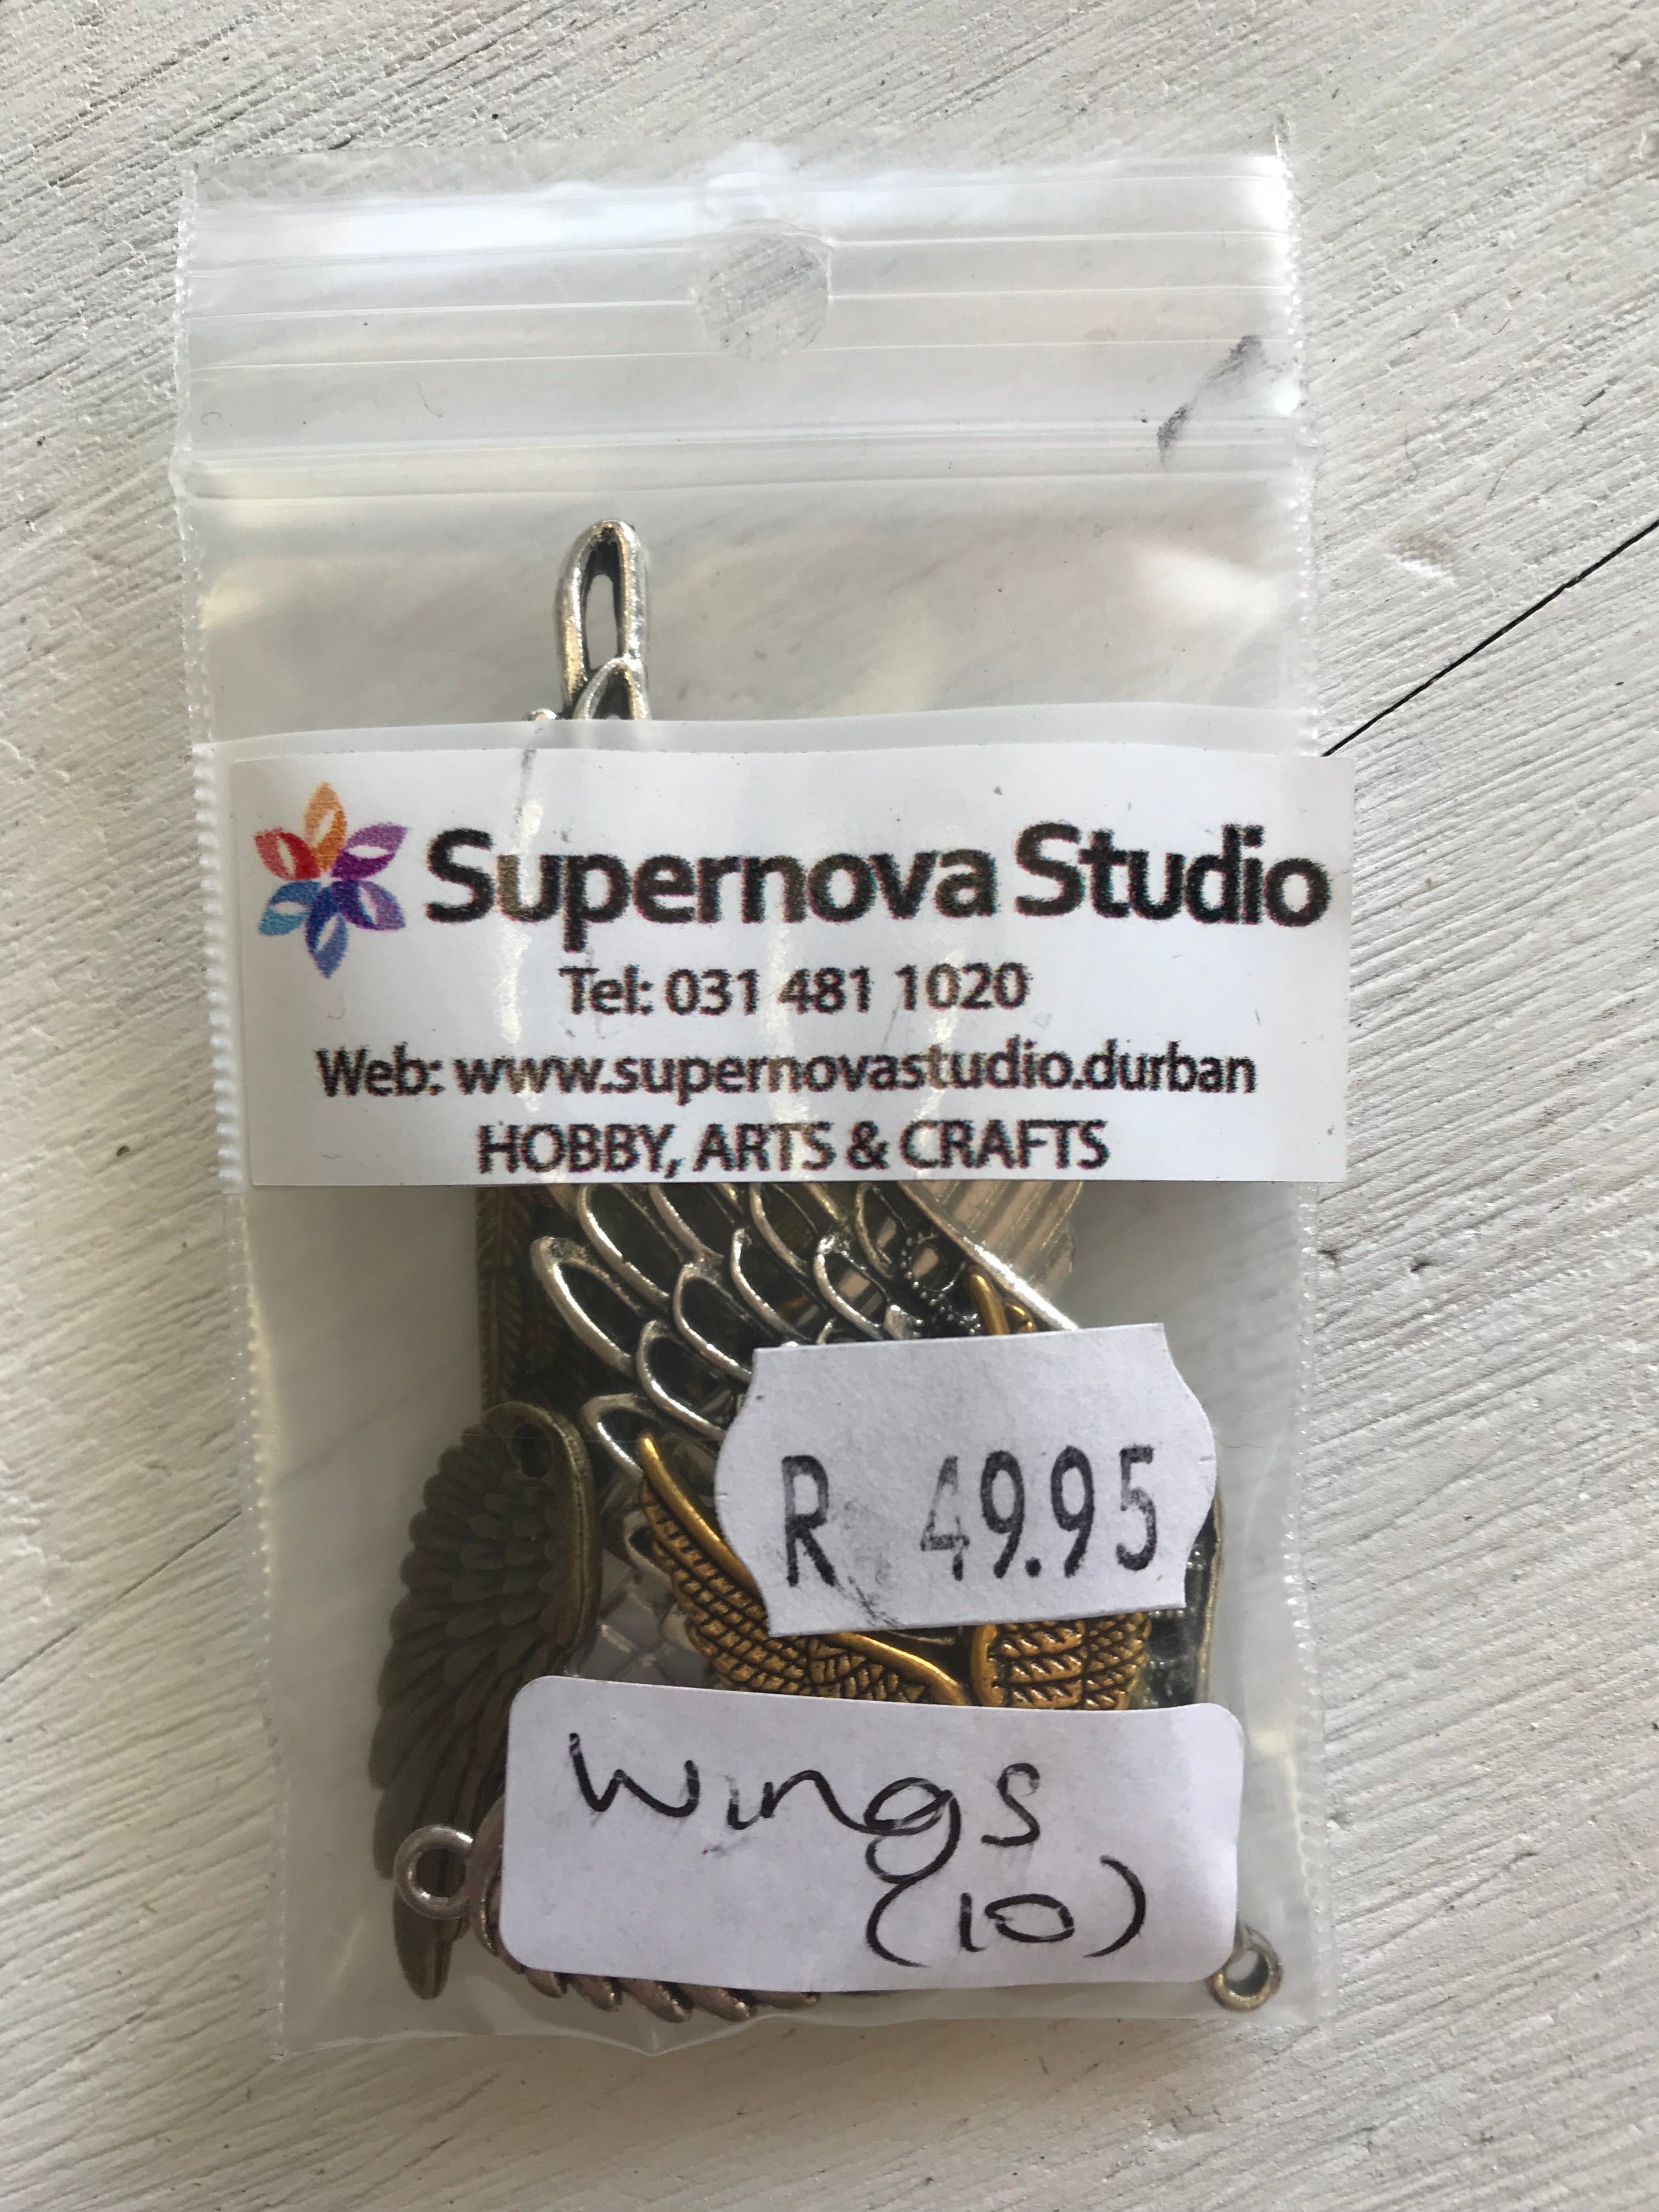 Supernova Studio
Tel: 031 481 1020
Web: www.supernovastudio.durban
HOBBY, ARTS & CRAFTS
R 49.95
Wings
(10)